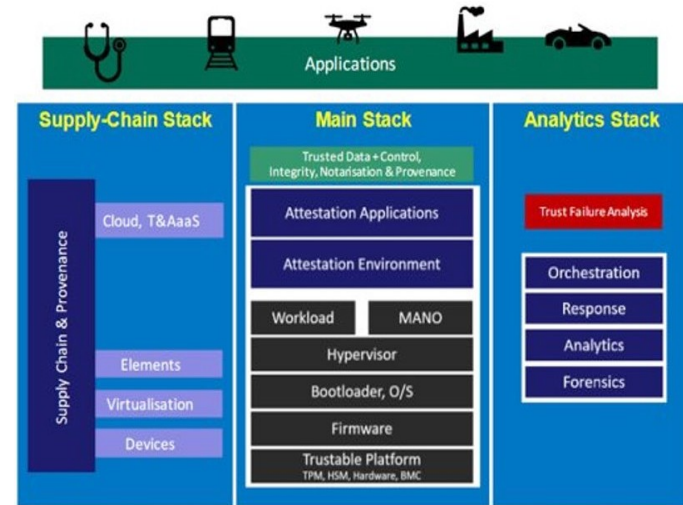 Applications
Supply-Chain Stack
Supply Chain & Provenance
Cloud, T&AaaS
Elements
Virtualisation
Devices
Main Stack
Trusted Data + Control,
Integrity, Notarisation & Provenance
Attestation Applications
Attestation Environment
Workload
MANO
Hypervisor
Bootloader, O/S
Firmware
Trustable Platform
TPM, HSM, Hardware, BMC
Analytics Stack
Trust Failure Analysis
Orchestration
Response
Analytics
Forensics